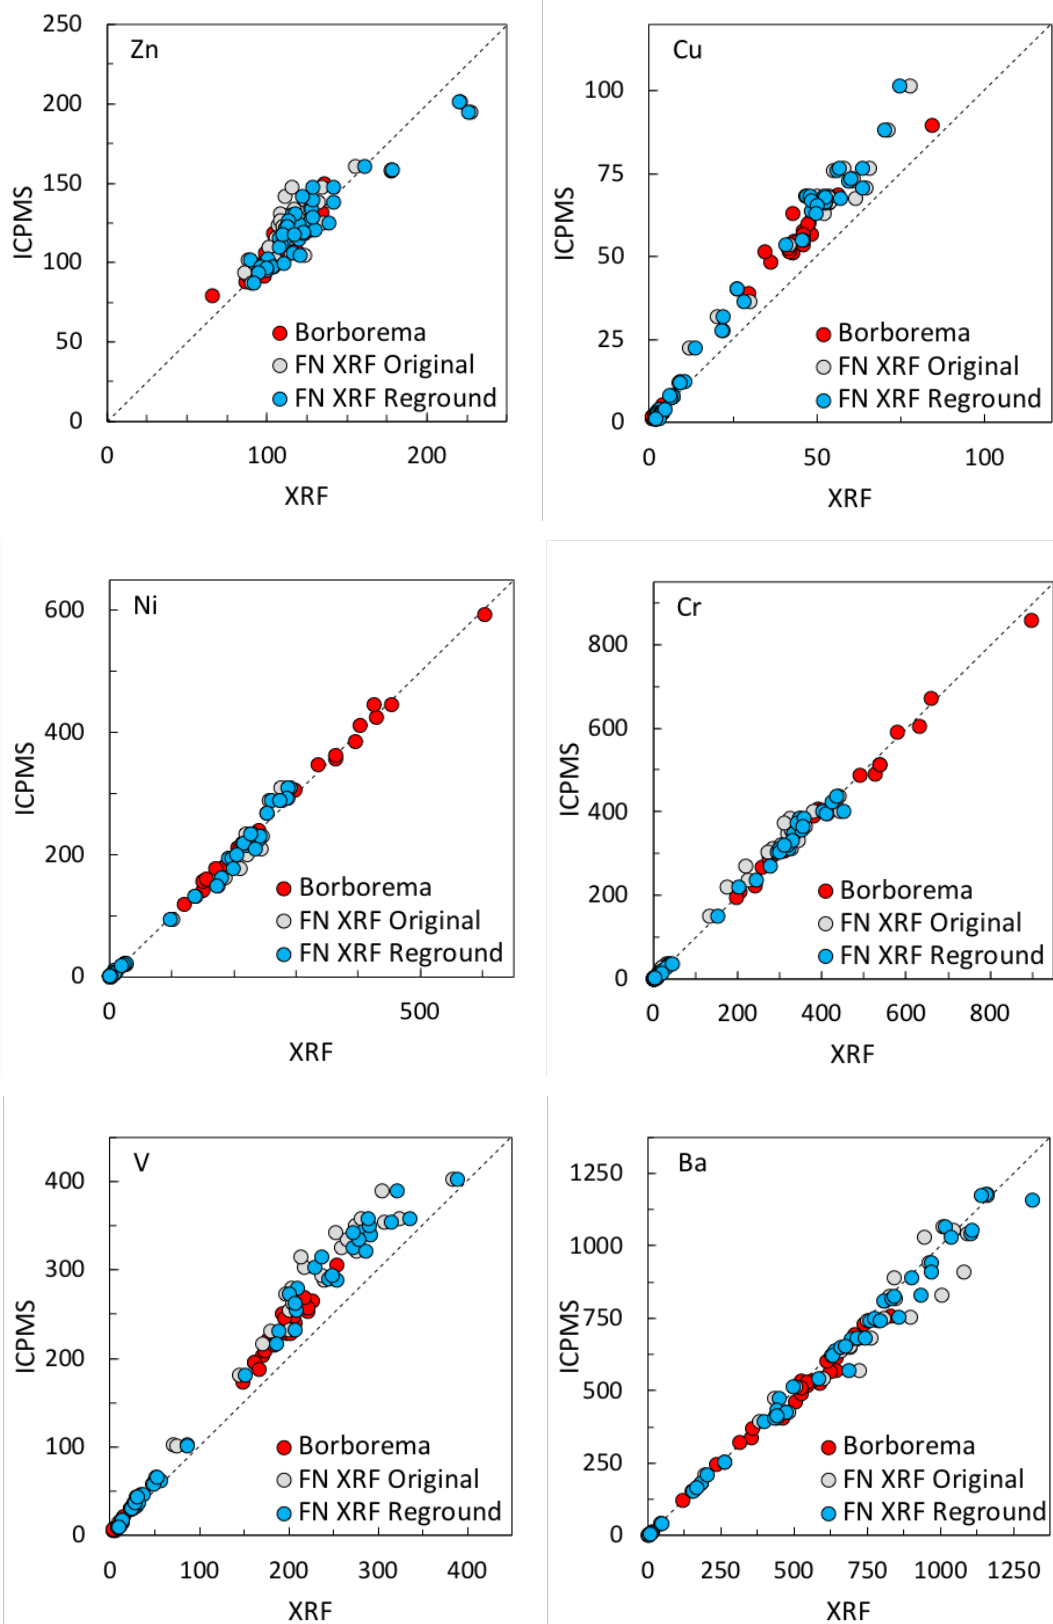 250
Zn
200
150
ICPMS
100
50
0
Borborema
FN XRF Original
FN XRF Reground
0
100
200
XRF
Cu
100
75
ICPMS
50
25
0
Borborema
FN XRF Original
FN XRF Reground
0
50
100
XRF
Ni
600
400
ICPMS
200
0
Borborema
FN XRF Original
FN XRF Reground
0
500
XRF
Cr
800
600
ICPMS
400
200
0
Borborema
FN XRF Original
FN XRF Reground
0
200
400
600
800
XRF
V
400
300
ICPMS
200
100
0
Borborema
FN XRF Original
FN XRF Reground
0
100
200
300
400
XRF
Ba
1250
1000
ICPMS
750
500
250
0
Borborema
FN XRF Original
FN XRF Reground
0
250
500
750
1000
1250
XRF